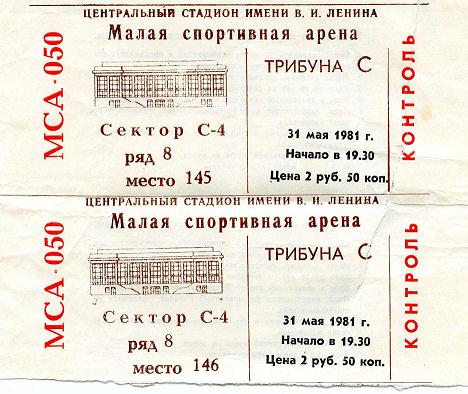 ЦЕНТРАЛЬНЫЙ СТАДИОН ИМЕНИ В. И. ЛЕНИНА
Малая спортивная арена
МСА - 050
ТРИБУНА С
Сектор С-4
ряд 8
место 145
31 мая 1981 г.
Начало в 19.30
Цена 2 руб. 50 коп.
КОНТРОЛЬ
ЦЕНТРАЛЬНЫЙ СТАДИОН ИМЕНИ В. И. ЛЕНИНА
Малая спортивная арена
МСА - 050
ТРИБУНА С
Сектор С-4
ряд 8
место 146
31 мая 1981 г.
Начало в 19.30
Цена 2 руб. 50 коп.
КОНТРОЛЬ